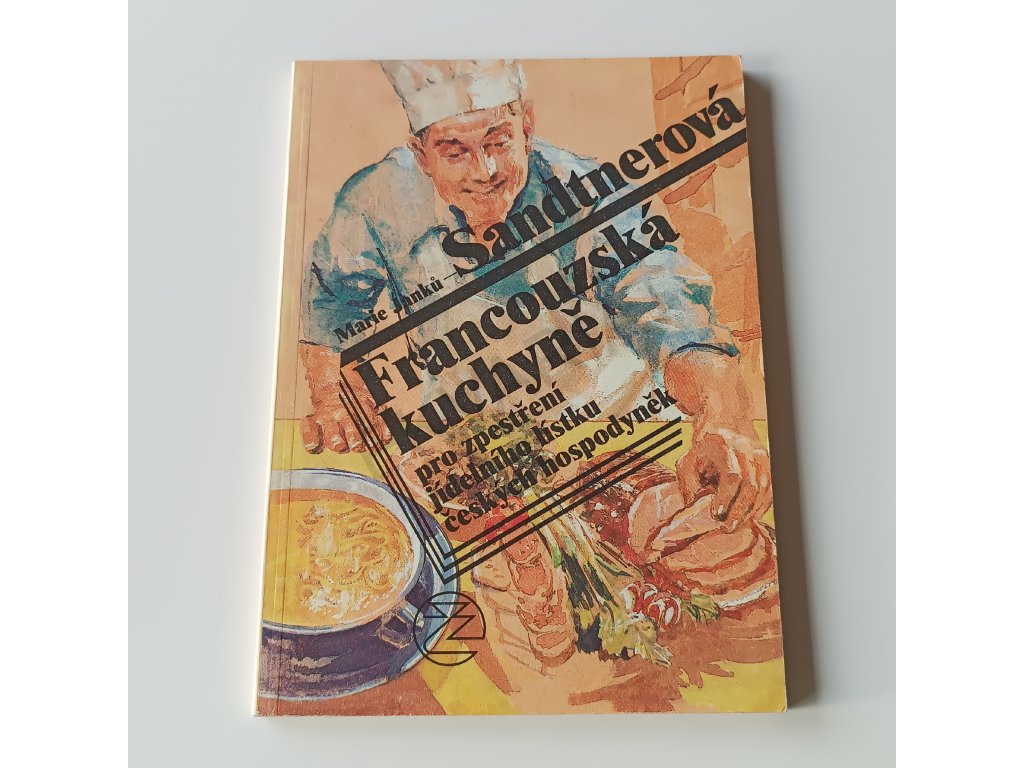 Marie Janků-Sandtnerová
Francouzská
kuchyně
pro zpestření
jídelního lístku
českých hospodyněk